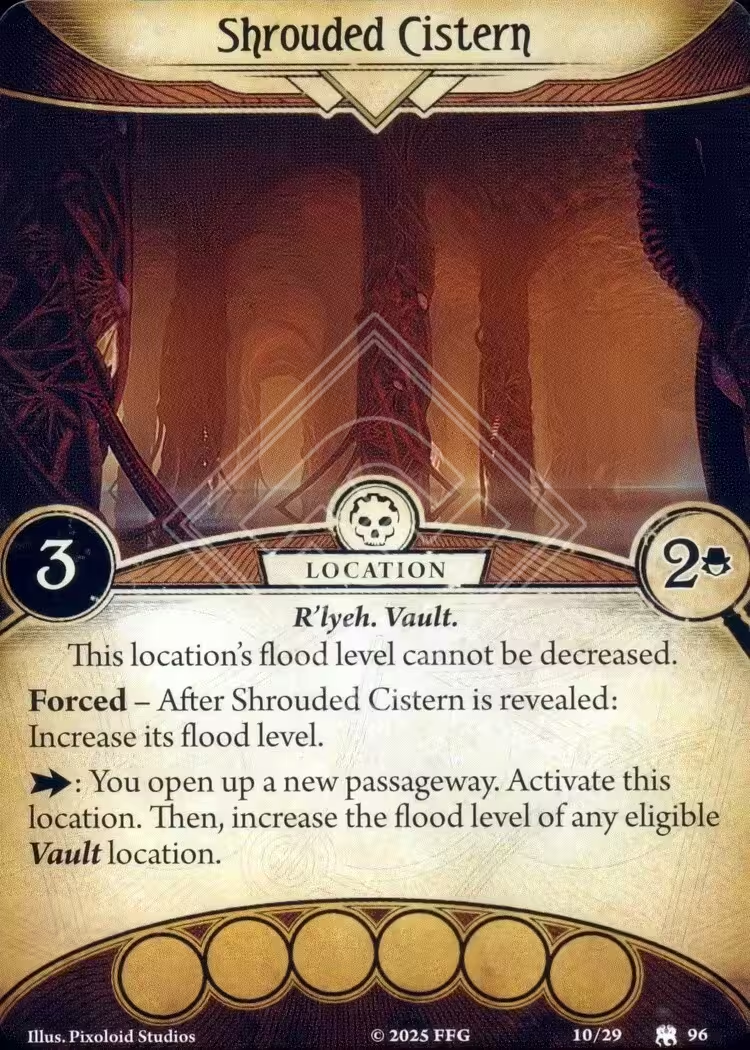 Shrouded Cistern
3
LOCATION
2
R'lyeh. Vault.
This location's flood level cannot be decreased.
Forced – After Shrouded Cistern is revealed:
Increase its flood level.
: You open up a new passageway. Activate this
location. Then, increase the flood level of any eligible
Vault location.
Illus. Pixoloid Studios
© 2025 FFG
10/29
96